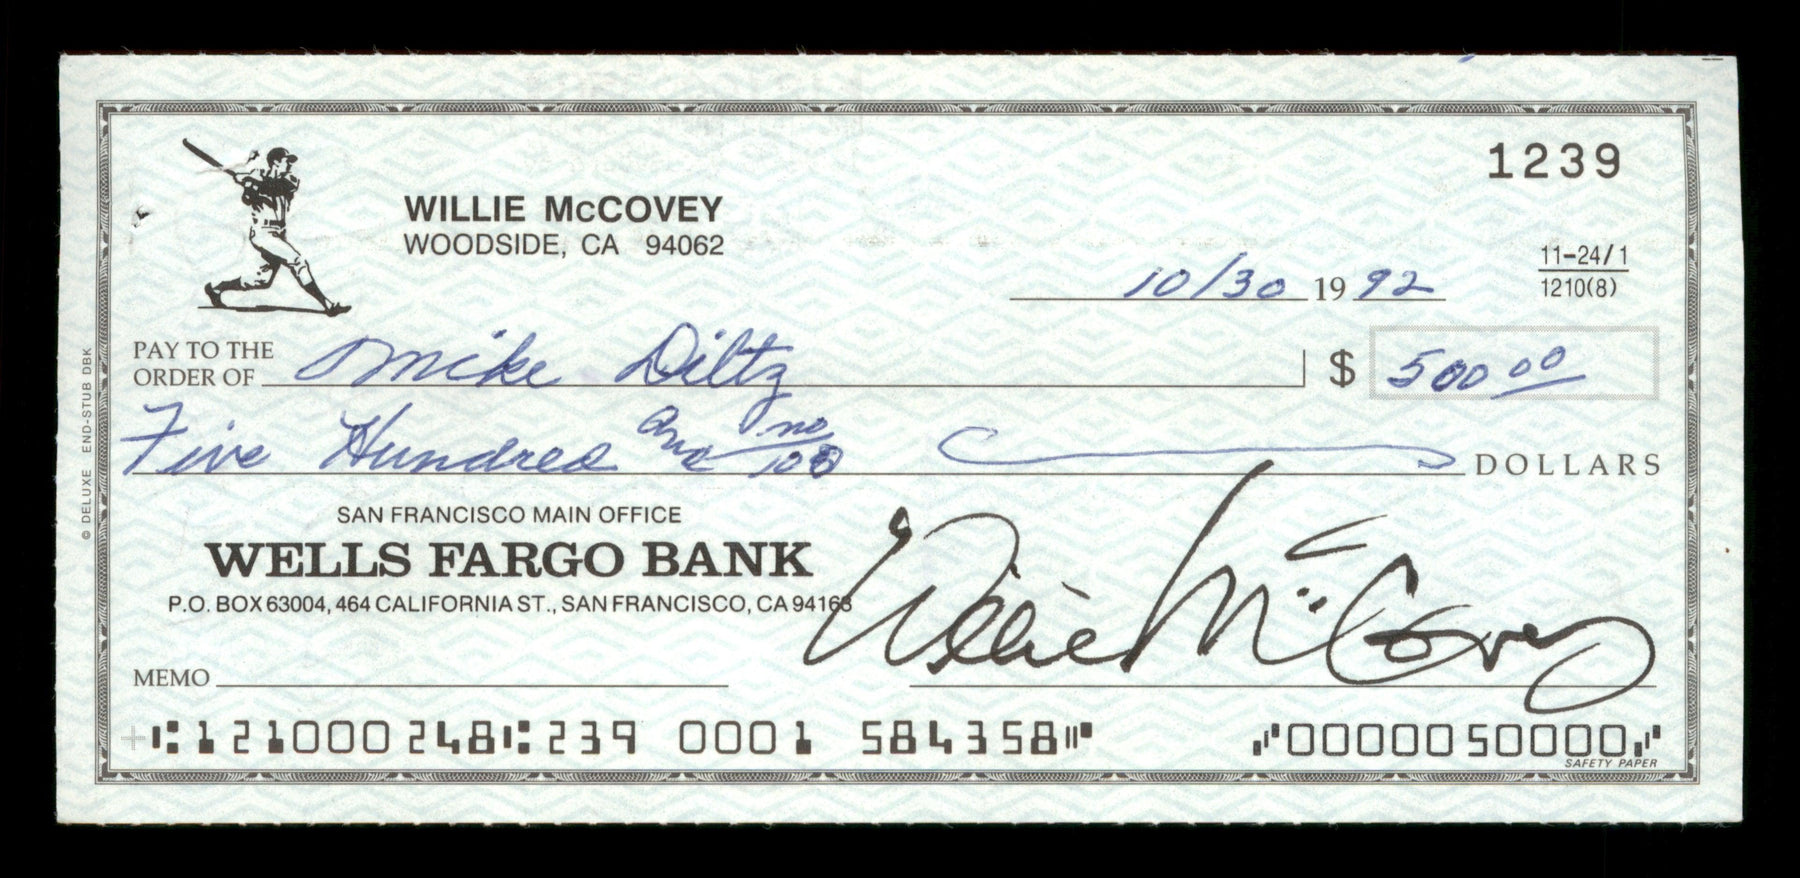 1239
WILLIE McCOVEY
WOODSIDE, CA 94062
11-24/1
1210(8)
10/30 19 92
PAY TO THE ORDER OF Mike Diltz $ 500 00
Five Hundred and no/100 DOLLARS
SAN FRANCISCO MAIN OFFICE
WELLS FARGO BANK
P.O. BOX 63004, 464 CALIFORNIA ST., SAN FRANCISCO, CA 94163
Willie McCovey
MEMO
⑆121000248⑆239 0001 584358⑈ ⑇0000050000⑇
SAFETY PAPER
© DELUXE END-STUB DBK